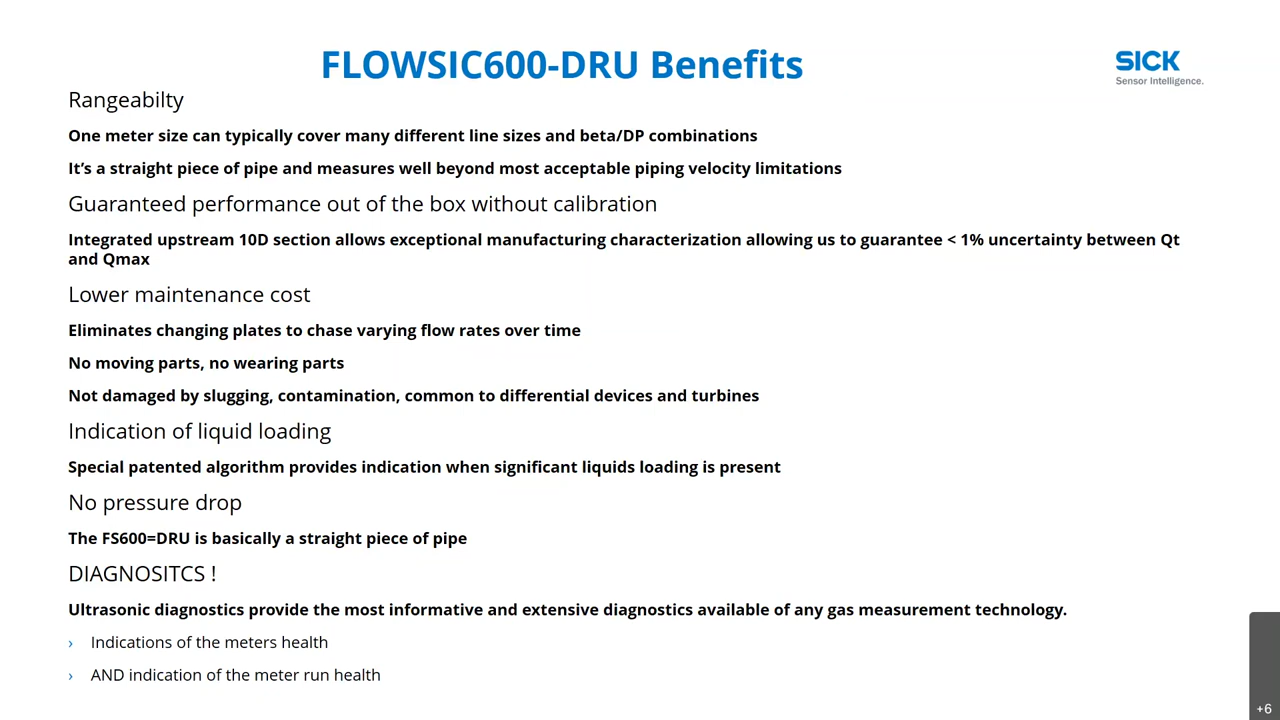 FLOWSIC600-DRU Benefits
SICK
Sensor Intelligence.
Rangeabilty
One meter size can typically cover many different line sizes and beta/DP combinations
It's a straight piece of pipe and measures well beyond most acceptable piping velocity limitations
Guaranteed performance out of the box without calibration
Integrated upstream 10D section allows exceptional manufacturing characterization allowing us to guarantee < 1% uncertainty between Qt
and Qmax
Lower maintenance cost
Eliminates changing plates to chase varying flow rates over time
No moving parts, no wearing parts
Not damaged by slugging, contamination, common to differential devices and turbines
Indication of liquid loading
Special patented algorithm provides indication when significant liquids loading is present
No pressure drop
The FS600=DRU is basically a straight piece of pipe
DIAGNOSITCS !
Ultrasonic diagnostics provide the most informative and extensive diagnostics available of any gas measurement technology.
› Indications of the meters health
› AND indication of the meter run health
+6